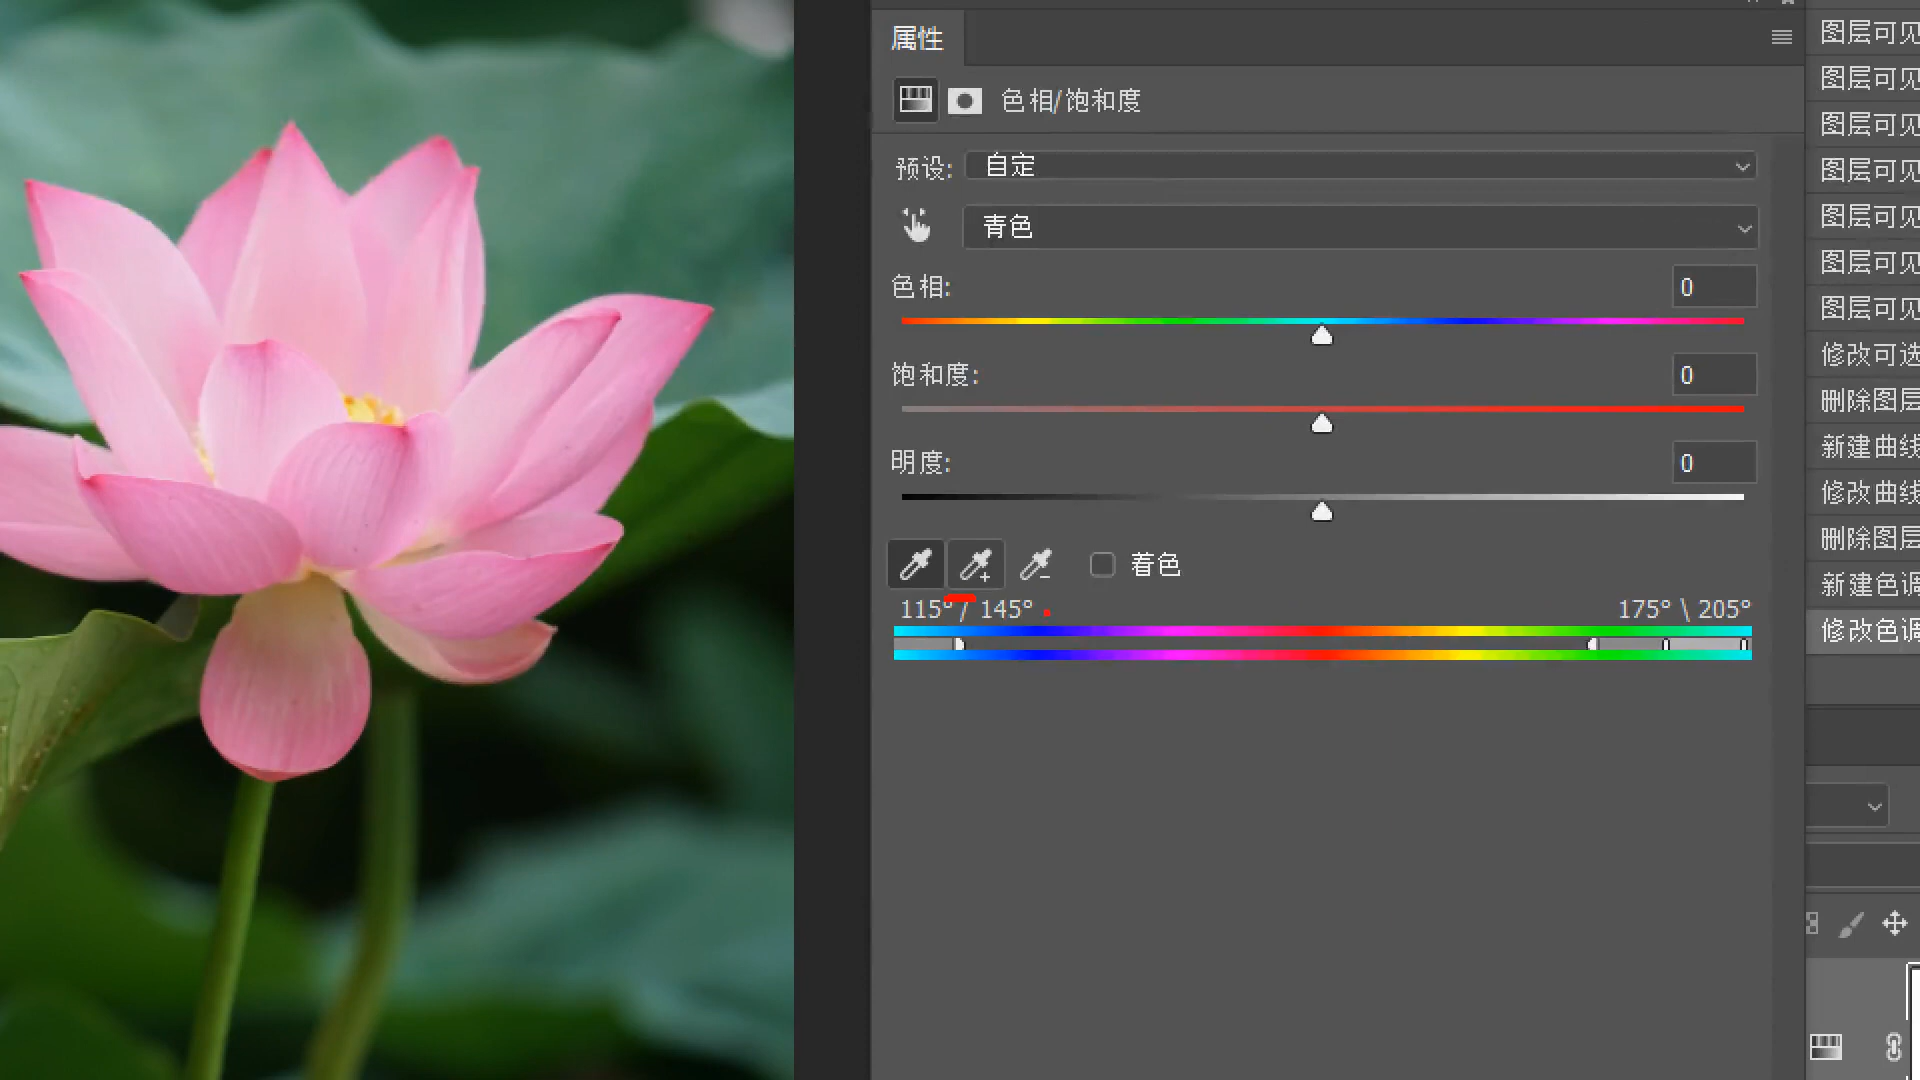 属性
色相/饱和度
预设: 自定
青色
色相: 0
饱和度: 0
明度: 0
着色
115° / 145° 175° \ 205°
图层可见
图层可见
图层可见
图层可见
图层可见
图层可见
图层可见
修改可选
删除图层
新建曲线
修改曲线
删除图层
新建色调
修改色调